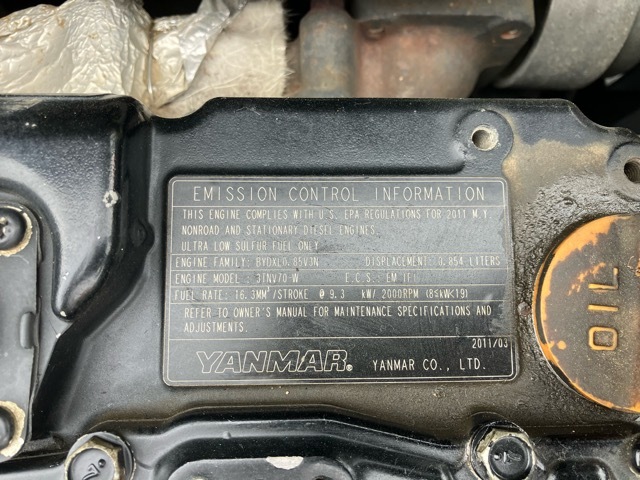 EMISSION CONTROL INFORMATION
THIS ENGINE COMPLIES WITH U.S. EPA REGULATIONS FOR 2011 M.Y
NONROAD AND STATIONARY DIESEL ENGINES.
ULTRA LOW SULFUR FUEL ONLY
ENGINE FAMILY: BYDXL0.85V3N DISPLACEMENT: 0.854 LITERS
ENGINE MODEL: 3TNV70-W E.C.S.: EM IFI
FUEL RATE: 16.3MM³/STROKE @ 9.3 kW/ 2000RPM (8≤kW<19)
REFER TO OWNER'S MANUAL FOR MAINTENANCE SPECIFICATIONS AND
ADJUSTMENTS.
2011/03
YANMAR® YANMAR CO., LTD.
OIL